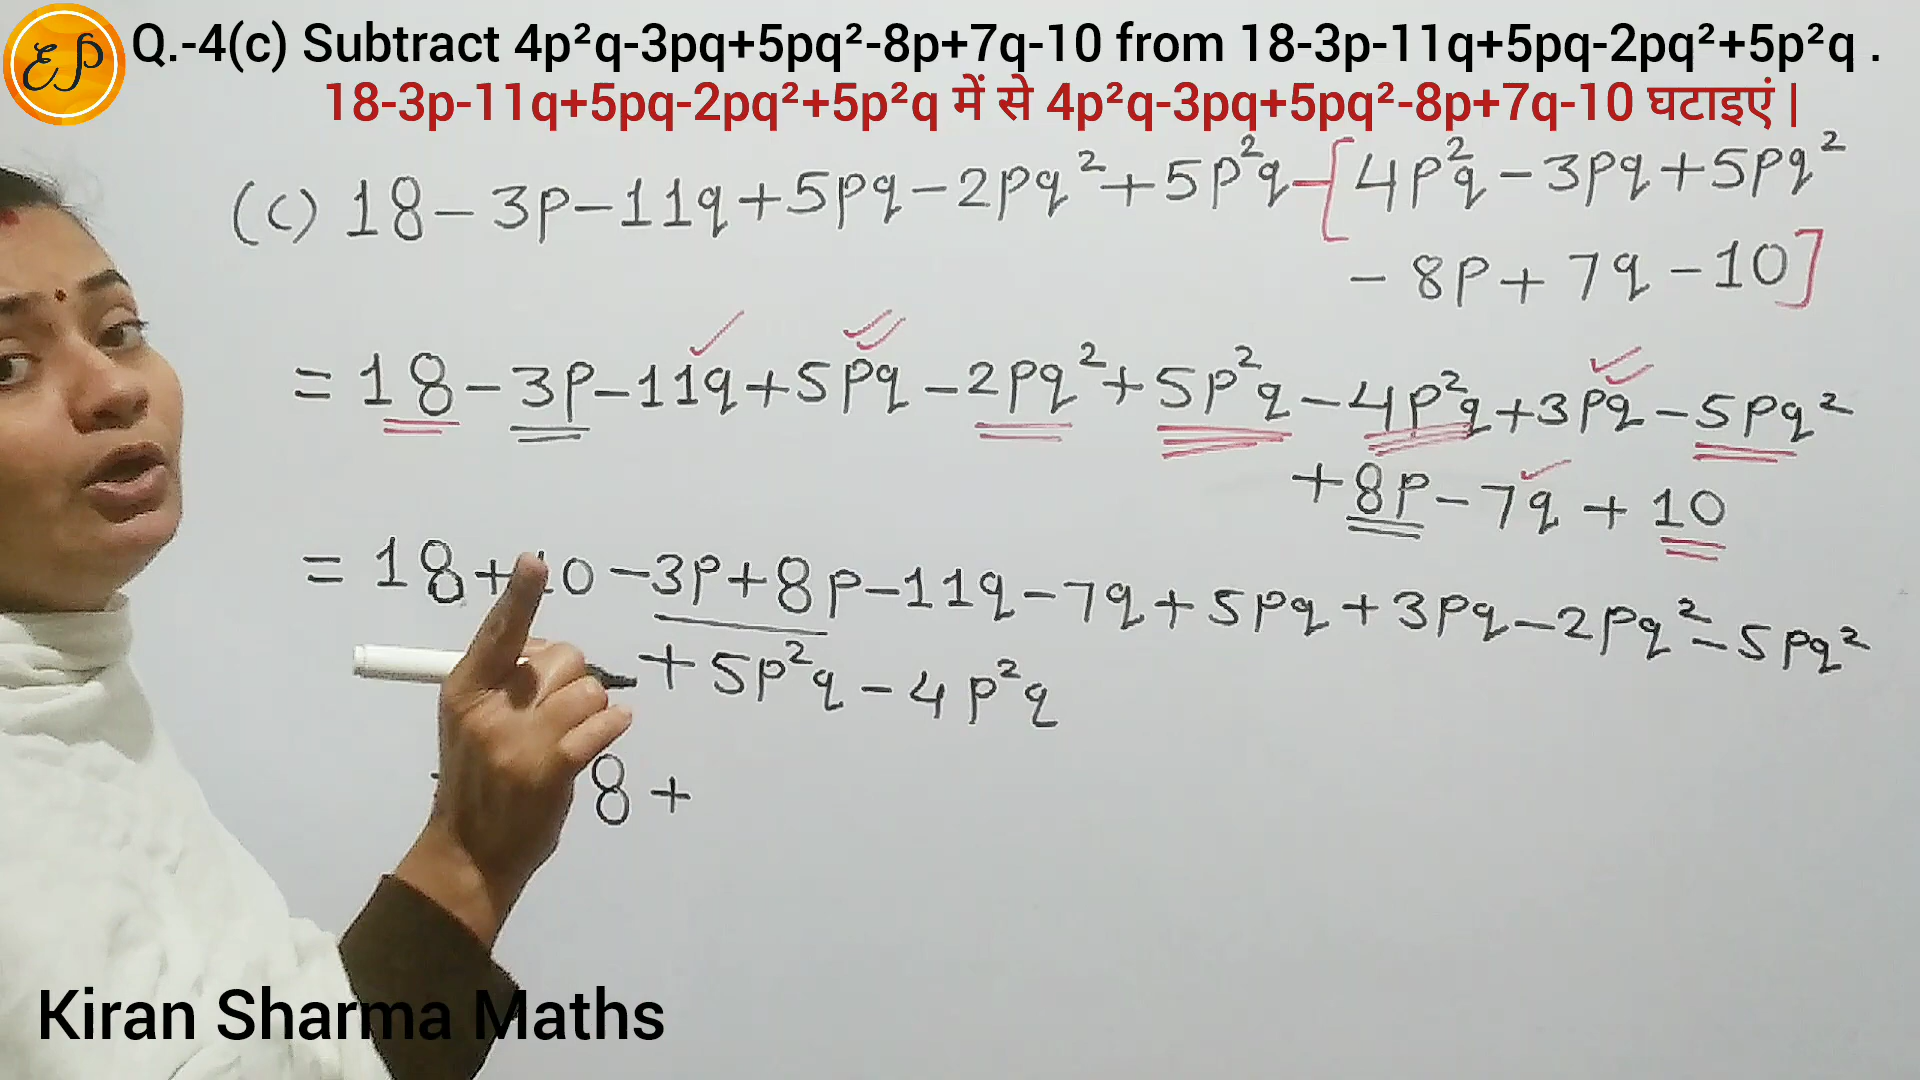 EP
Q.-4(c) Subtract 4p²q-3pq+5pq²-8p+7q-10 from 18-3p-11q+5pq-2pq²+5p²q .
18-3p-11q+5pq-2pq²+5p²q में से 4p²q-3pq+5pq²-8p+7q-10 घटाइएं |
(c) 18-3p-11q+5pq-2pq²+5p²q-[4p²q-3pq+5pq²
-8p+7q-10]
=18-3p-11q+5pq-2pq²+5p²q-4p²q+3pq-5pq²
+8p-7q+10
=18+10-3p+8p-11q-7q+5pq+3pq-2pq²-5pq²
+5p²q-4p²q
8+
Kiran Sharma Maths